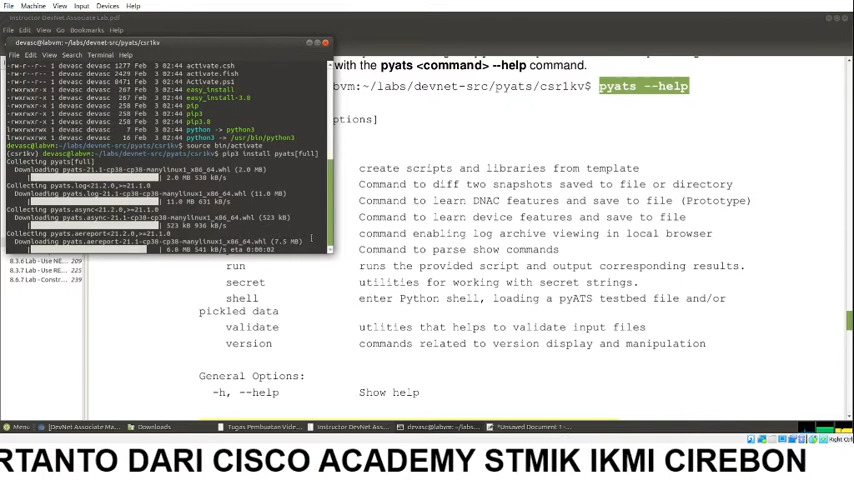 File Machine View Input Devices Help
Instructor DevNet Associate Lab.pdf
File Edit View Go Bookmarks Help
devasc@labvm: ~/labs/devnet-src/pyats/csr1kv
File Edit View Search Terminal Help
-rw-r--r-- 1 devasc 1277 Feb 3 02:44 activate.csh
-rw-r--r-- 1 devasc 2429 Feb 3 02:44 activate.fish
-rw-r--r-- 1 devasc 8471 Feb 3 02:44 Activate.ps1
-rwxrwxr-x 1 devasc 267 Feb 3 02:44 easy_install
-rwxrwxr-x 1 devasc 267 Feb 3 02:44 easy_install-3.8
-rwxrwxr-x 1 devasc 258 Feb 3 02:44 pip
-rwxrwxr-x 1 devasc 258 Feb 3 02:44 pip3
-rwxrwxr-x 1 devasc 258 Feb 3 02:44 pip3.8
lrwxrwxrwx 1 devasc 7 Feb 3 02:44 python -> python3
lrwxrwxrwx 1 devasc 16 Feb 3 02:44 python3 -> /usr/bin/python3
devasc@labvm:~/labs/devnet-src/pyats/csr1kv$ source bin/activate
(csr1kv) devasc@labvm:~/labs/devnet-src/pyats/csr1kv$ pip3 install pyats[full]
Collecting pyats[full]
Downloading pyats-21.1-cp38-cp38-manylinux1_x86_64.whl (2.0 MB)
2.0 MB 538 kB/s
Collecting pyats.log<21.2.0,>=21.1.0
Downloading pyats.log-21.1-cp38-cp38-manylinux1_x86_64.whl (11.0 MB)
11.0 MB 631 kB/s
Collecting pyats.async<21.2.0,>=21.1.0
Downloading pyats.async-21.1-cp38-cp38-manylinux1_x86_64.whl (523 kB)
523 kB 936 kB/s
Collecting pyats.aereport<21.2.0,>=21.1.0
Downloading pyats.aereport-21.1-cp38-cp38-manylinux1_x86_64.whl (7.5 MB)
6.8 MB 541 kB/s eta 0:00:02
8.3.6 Lab - Use NE... 209
8.3.7 Lab - Use RE... 
8.6.7 Lab - Constr... 239
with the pyats <command> --help command.
vm:~/labs/devnet-src/pyats/csr1kv$ pyats --help
ptions]
create scripts and libraries from template
Command to diff two snapshots saved to file or directory
Command to learn DNAC features and save to file (Prototype)
Command to learn device features and save to file
command enabling log archive viewing in local browser
Command to parse show commands
run runs the provided script and output corresponding results.
secret utilities for working with secret strings.
shell enter Python shell, loading a pyATS testbed file and/or
pickled data
validate utlities that helps to validate input files
version commands related to version display and manipulation
General Options:
-h, --help Show help
Menu [DevNet Associate Ma... Downloads Tugas Pembuatan Vide... Instructor DevNet Ass... devasc@labvm: ~/labs... *Unsaved Document 1-...
Right Ctrl
RTANTO DARI CISCO ACADEMY STMIK IKMI CIREBON